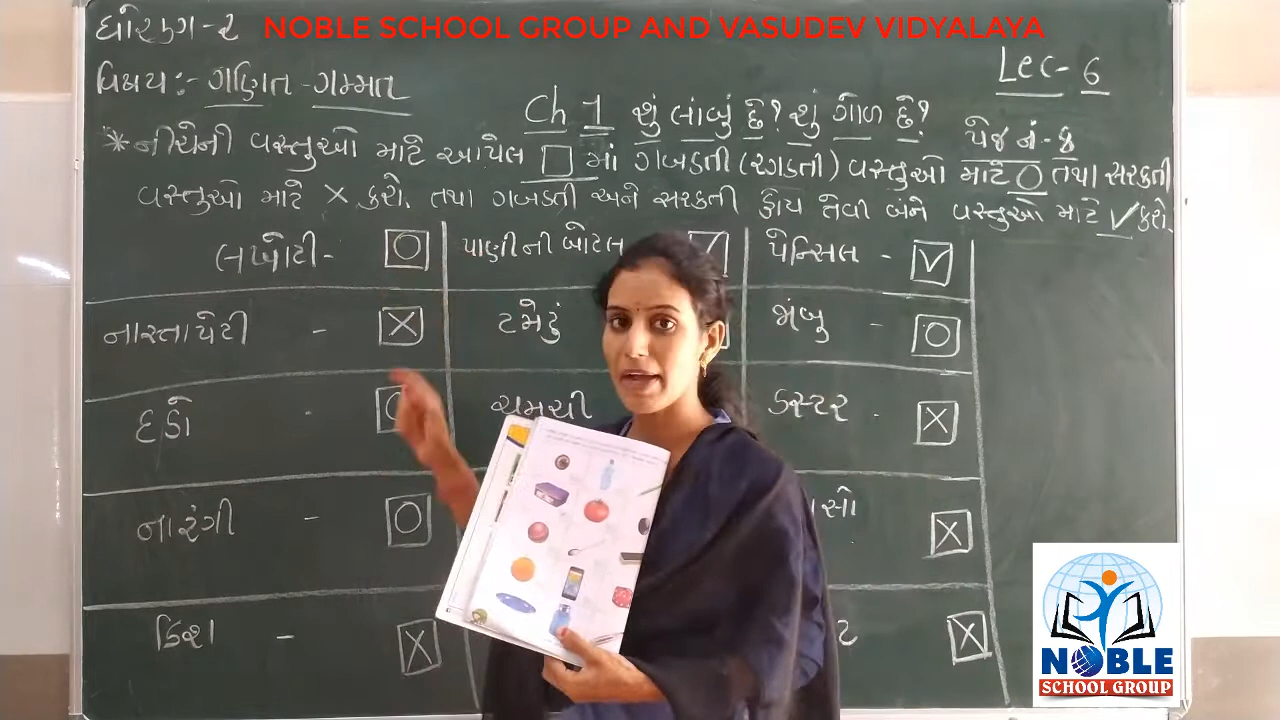 NOBLE SCHOOL GROUP AND VASUDEV VIDYALAYA
ધોરણ-૨
Lec-6
વિષય :- ગણિત-ગમ્મત
Ch 1 શું લાંબું છે? શું ગોળ છે?
પેજ નં-8
* નીચેની વસ્તુઓ માટે આપેલ □ માં ગબડતી (રગડતી) વસ્તુઓ માટે ○ તથા સરકતી
વસ્તુઓ માટે × કરો. તથા ગબડતી અને સરકતી હોય તેવી બંને વસ્તુઓ માટે ✓ કરો.
લખોટી- ○ પાણીની બોટલ ✓ પેન્સિલ - ✓
નાસ્તાપેટી - × ટમેટું જાંબુ - ○
દડો - ચમચી ડસ્ટર - ×
નારંગી - ○ ×
ડિશ - × ×
NOBLE
SCHOOL GROUP